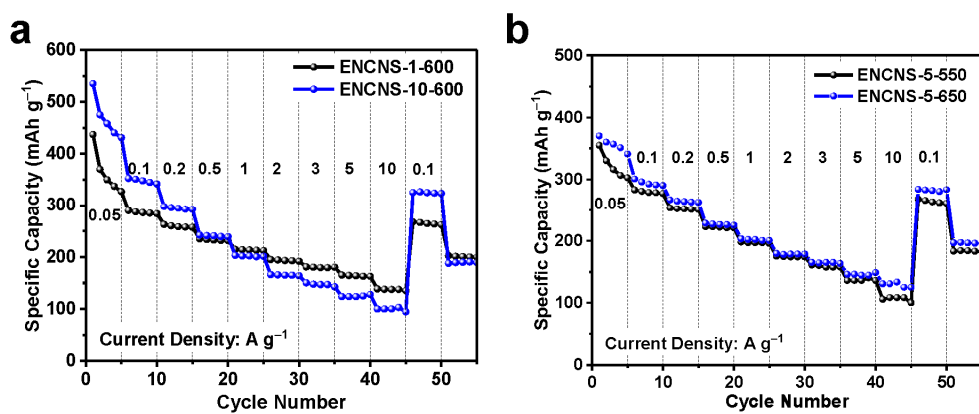 a
600
500
400
300
200
100
0
Specific Capacity (mAh g⁻¹)
ENCNS-1-600
ENCNS-10-600
0.05
0.1
0.2
0.5
1
2
3
5
10
0.1
Current Density: A g⁻¹
0 10 20 30 40 50
Cycle Number
b
500
400
300
200
100
0
Specific Capacity (mAh g⁻¹)
ENCNS-5-550
ENCNS-5-650
0.05
0.1
0.2
0.5
1
2
3
5
10
0.1
Current Density: A g⁻¹
0 10 20 30 40 50
Cycle Number